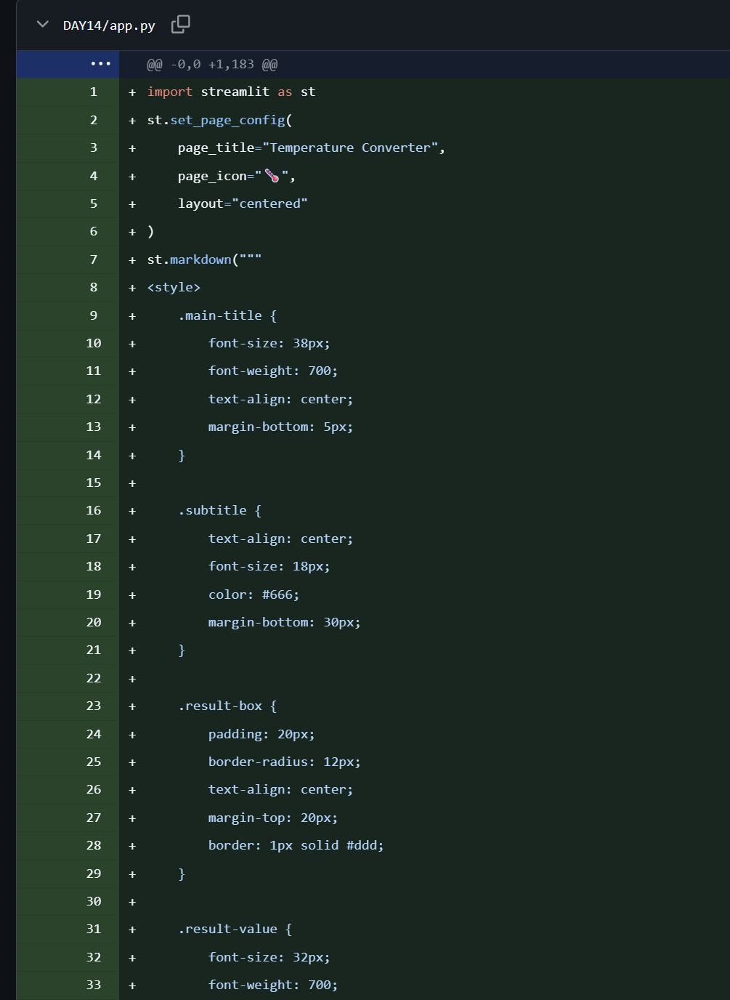 DAY14/app.py
... @@ -0,0 +1,183 @@
1 + import streamlit as st
2 + st.set_page_config(
3 +     page_title="Temperature Converter",
4 +     page_icon="🌡️",
5 +     layout="centered"
6 + )
7 + st.markdown("""
8 + <style>
9 +     .main-title {
10 +         font-size: 38px;
11 +         font-weight: 700;
12 +         text-align: center;
13 +         margin-bottom: 5px;
14 +     }
15 +
16 +     .subtitle {
17 +         text-align: center;
18 +         font-size: 18px;
19 +         color: #666;
20 +         margin-bottom: 30px;
21 +     }
22 +
23 +     .result-box {
24 +         padding: 20px;
25 +         border-radius: 12px;
26 +         text-align: center;
27 +         margin-top: 20px;
28 +         border: 1px solid #ddd;
29 +     }
30 +
31 +     .result-value {
32 +         font-size: 32px;
33 +         font-weight: 700;